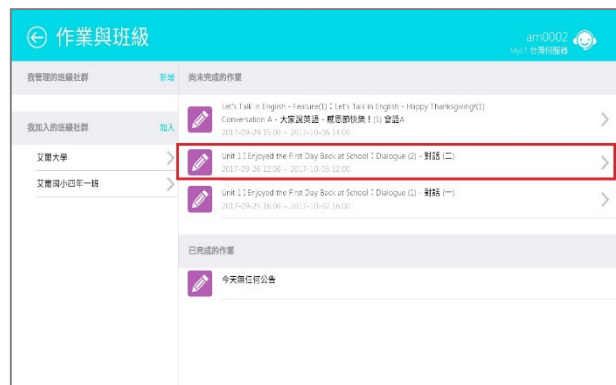 作業與班級
am0002
MyET 台灣伺服器
我管理的班級社群
新增
我加入的班級社群
加入
艾爾大學
艾爾國小四年一班
尚未完成的作業
Let's Talk in English - Feature(1)：Let's Talk in English - Happy Thanksgiving!(1)
Conversation A - 大家說英語 - 感恩節快樂！(1) 會話A
2017-09-29 15:00 ~ 2017-10-06 14:00
Unit 1 I Enjoyed the First Day Back at School：Dialogue (2) - 對話 (二)
2017-09-26 12:00 ~ 2017-10-03 12:00
Unit 1 I Enjoyed the First Day Back at School：Dialogue (1) - 對話 (一)
2017-09-25 16:00 ~ 2017-10-02 16:00
已完成的作業
今天無任何公告